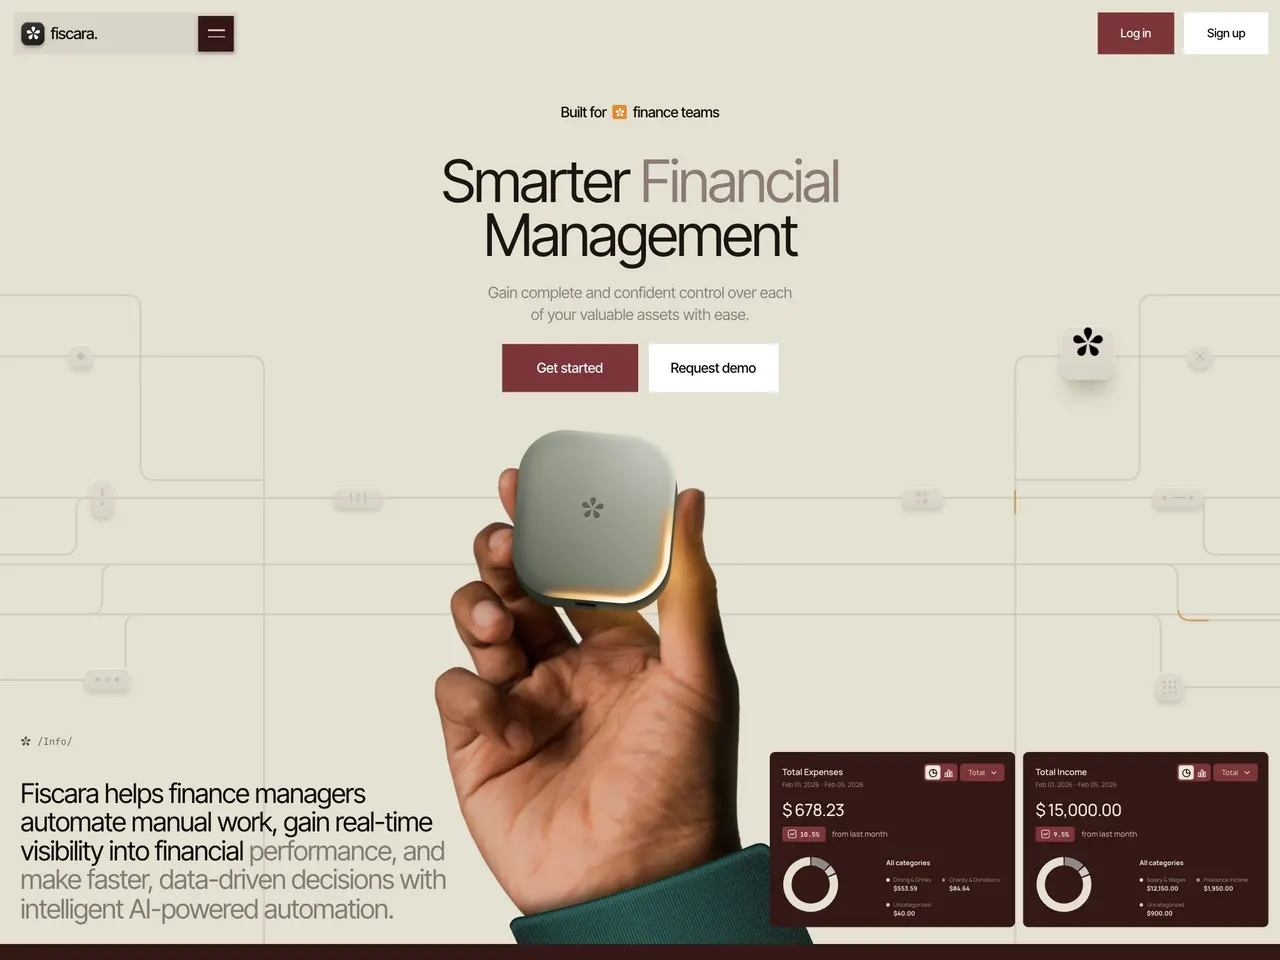 fiscara.
Log in
Sign up
Built for finance teams
Smarter Financial
Management
Gain complete and confident control over each
of your valuable assets with ease.
Get started
Request demo
/Info/
Fiscara helps finance managers
automate manual work, gain real-time
visibility into financial performance, and
make faster, data-driven decisions with
intelligent AI-powered automation.
Total Expenses
Feb 01, 2026 - Feb 05, 2026
Total
$678.23
10.5% from last month
All categories
Dining & Drinks
$553.59
Charity & Donations
$84.64
Uncategorized
$40.00
Total Income
Feb 01, 2026 - Feb 05, 2026
Total
$15,000.00
9.5% from last month
All categories
Salary & Wages
$12,150.00
Freelance Income
$1,950.00
Uncategorized
$900.00